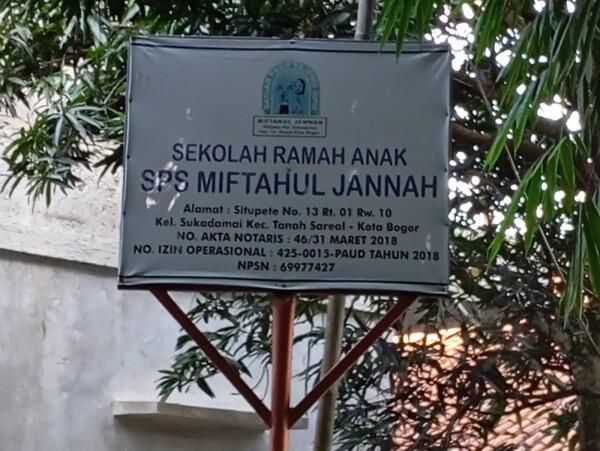 MIFTAHUL JANNAH
SEKOLAH RAMAH ANAK
SPS MIFTAHUL JANNAH
Alamat : Situpete No. 13 Rt. 01 Rw. 10
Kel. Sukadamai Kec. Tanah Sareal - Kota Bogor
NO. AKTA NOTARIS : 46/31 MARET 2018
NO. IZIN OPERASIONAL : 425-0015-PAUD TAHUN 2018
NPSN : 69977427